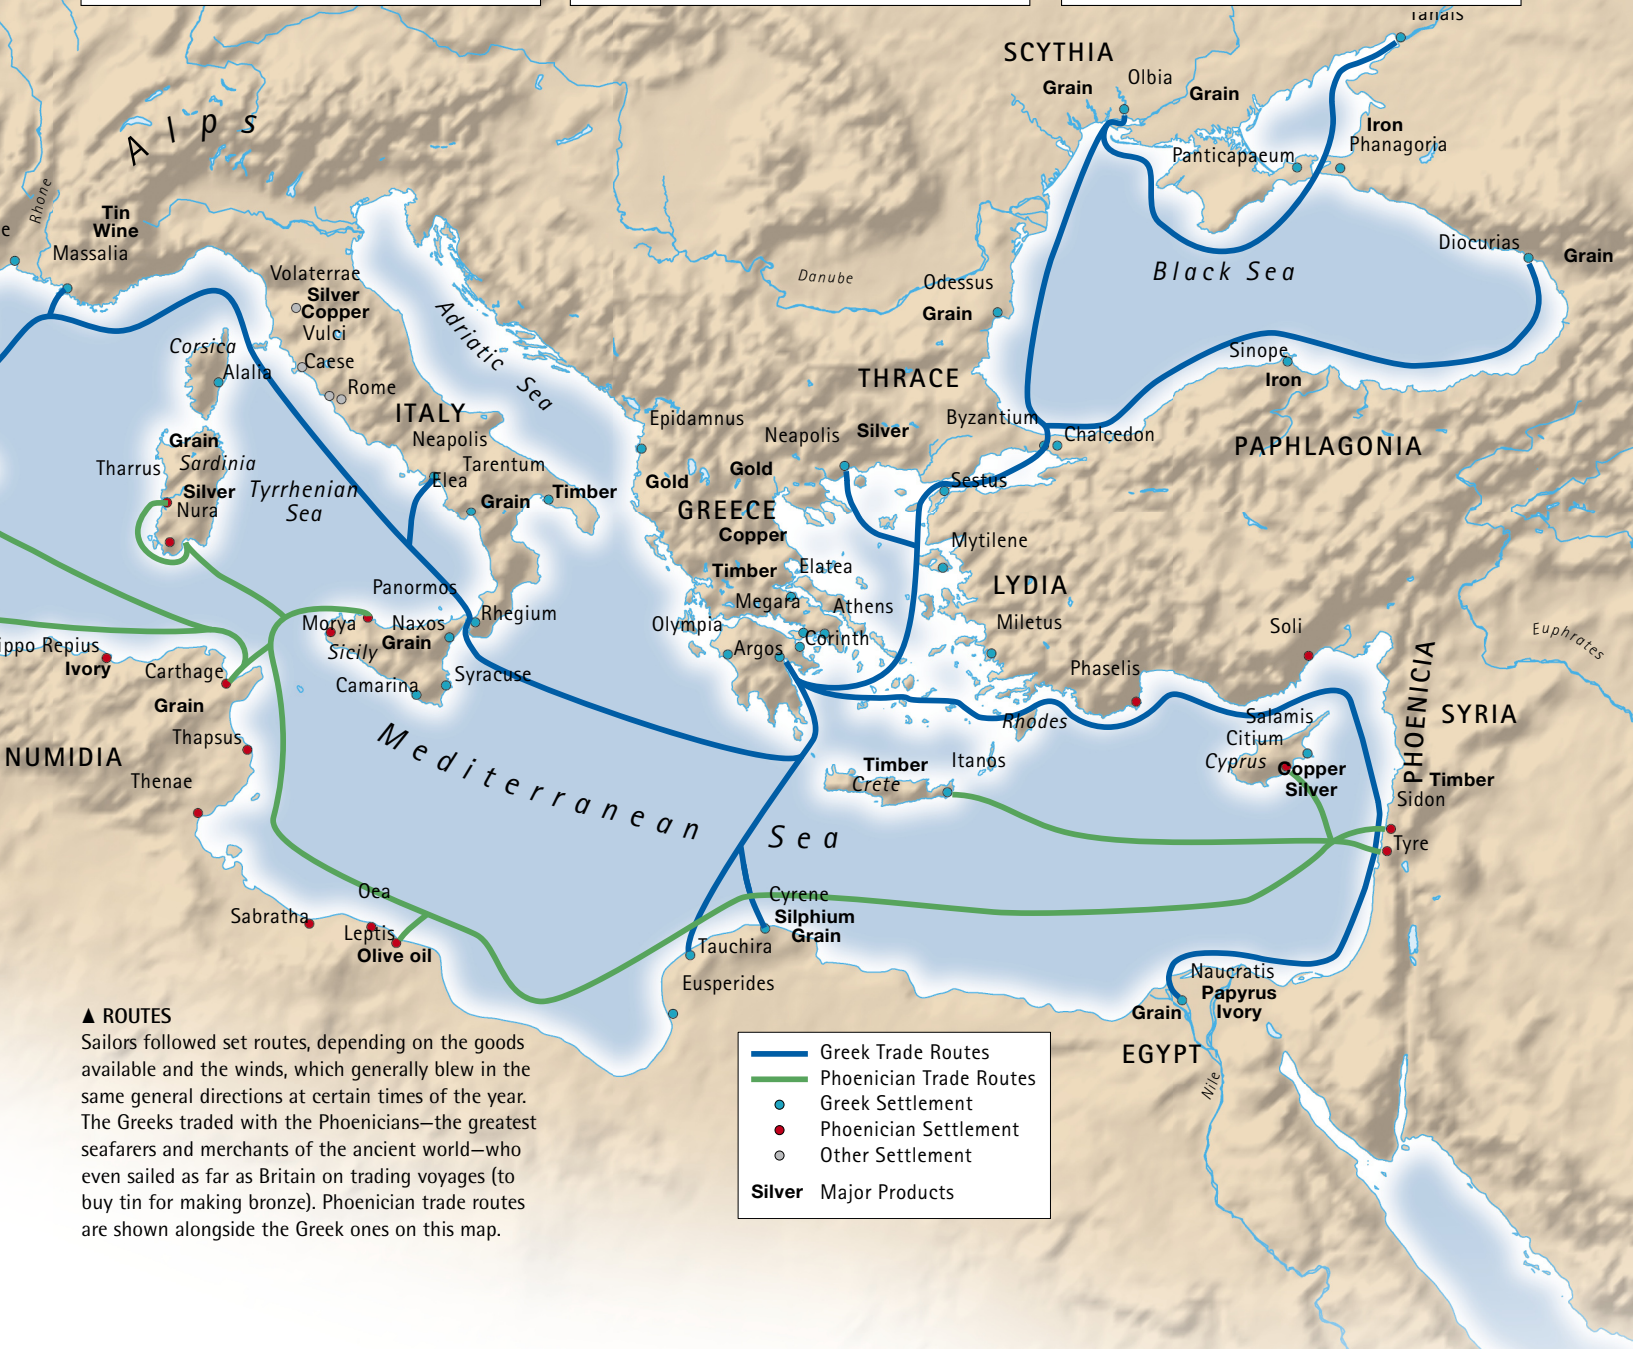 Tanais
SCYTHIA
Olbia
Grain
Grain
Iron
Phanagoria
Panticapaeum
Alps
Rhone
Tin
Wine
e
Massalia
Volaterrae
Silver
Copper
Vulci
Caese
Rome
Corsica
Alalia
Adriatic Sea
Danube
Odessus
Grain
Black Sea
Diocurias
Grain
Sinope
Iron
THRACE
ITALY
Neapolis
Tarentum
Elea
Grain
Timber
Epidamnus
Neapolis
Silver
Byzantium
Chalcedon
PAPHLAGONIA
Grain
Tharrus
Sardinia
Silver
Nura
Tyrrhenian
Sea
Gold
Gold
GREECE
Copper
Sestus
Mytilene
Timber
Elatea
LYDIA
Megara
Athens
Olympia
Corinth
Argos
Miletus
Panormos
Rhegium
Morya
Naxos
Grain
Sicily
Syracuse
Camarina
ippo Repius
Ivory
Carthage
Grain
Thapsus
NUMIDIA
Thenae
Soli
Phaselis
Euphrates
Rhodes
Salamis
Citium
Cyprus
Copper
Silver
PHOENICIA
SYRIA
Timber
Sidon
Tyre
Timber
Crete
Itanos
Mediterranean
Sea
Oea
Sabratha
Leptis
Olive oil
Cyrene
Silphium
Grain
Tauchira
Eusperides
Naucratis
Papyrus
Grain
Ivory
EGYPT
Nile
▲ ROUTES
Sailors followed set routes, depending on the goods
available and the winds, which generally blew in the
same general directions at certain times of the year.
The Greeks traded with the Phoenicians—the greatest
seafarers and merchants of the ancient world—who
even sailed as far as Britain on trading voyages (to
buy tin for making bronze). Phoenician trade routes
are shown alongside the Greek ones on this map.
Greek Trade Routes
Phoenician Trade Routes
Greek Settlement
Phoenician Settlement
Other Settlement
Silver Major Products